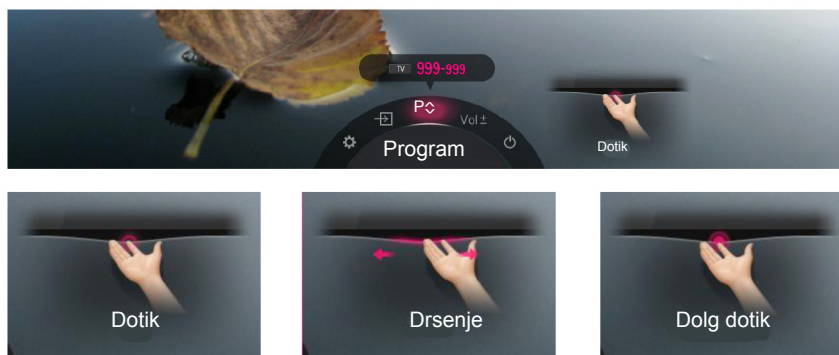 TV 999-999
P
Vol ±
Program
Dotik
Dotik
Drsenje
Dolg dotik